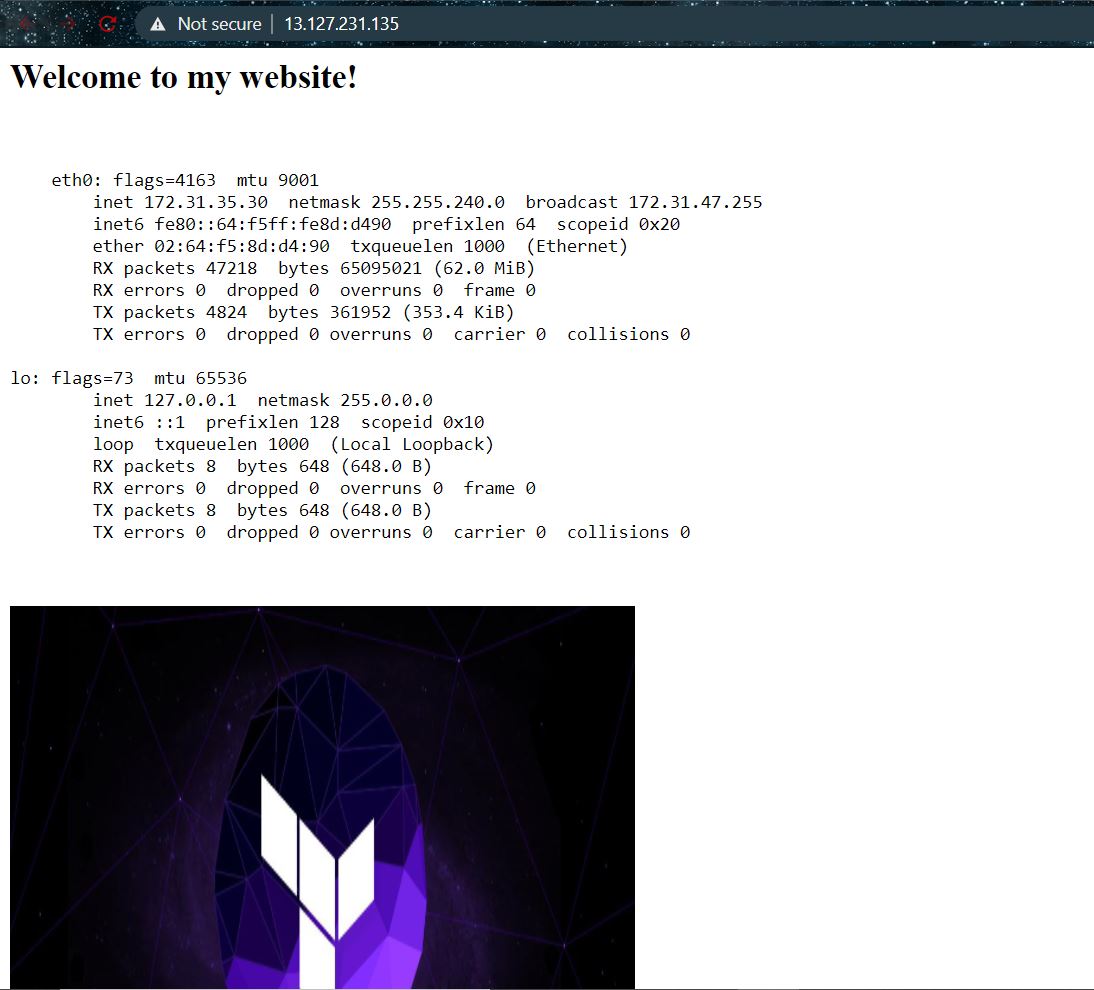 Not secure | 13.127.231.135
Welcome to my website!
eth0: flags=4163  mtu 9001
inet 172.31.35.30  netmask 255.255.240.0  broadcast 172.31.47.255
inet6 fe80::64:f5ff:fe8d:d490  prefixlen 64  scopeid 0x20
ether 02:64:f5:8d:d4:90  txqueuelen 1000  (Ethernet)
RX packets 47218  bytes 65095021 (62.0 MiB)
RX errors 0  dropped 0  overruns 0  frame 0
TX packets 4824  bytes 361952 (353.4 KiB)
TX errors 0  dropped 0 overruns 0  carrier 0  collisions 0
lo: flags=73  mtu 65536
inet 127.0.0.1  netmask 255.0.0.0
inet6 ::1  prefixlen 128  scopeid 0x10
loop  txqueuelen 1000  (Local Loopback)
RX packets 8  bytes 648 (648.0 B)
RX errors 0  dropped 0  overruns 0  frame 0
TX packets 8  bytes 648 (648.0 B)
TX errors 0  dropped 0 overruns 0  carrier 0  collisions 0